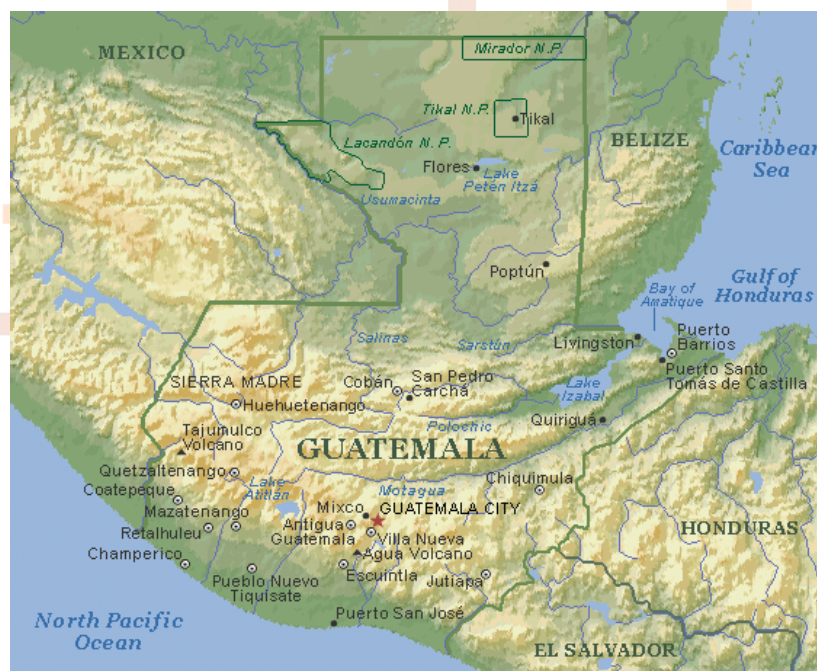 Mirador N.P.
MEXICO
Tikal N.P.
Tikal
Lacandón N. P.
BELIZE
Caribbean
Sea
Flores
Lake
Petén Itzá
Usumacinta
Poptún
Gulf of
Honduras
Bay of
Amatique
Salinas
Sarstún
Livingston
Puerto
Barrios
Puerto Santo
Tomás de Castilla
SIERRA MADRE
Cobán
San Pedro
Carchá
Lake
Izabal
Huehuetenango
Polochic
Quiriguá
Tajumulco
Volcano
GUATEMALA
Quetzaltenango
Coatepeque
Lake
Atitlán
Motagua
Chiquimula
Mazatenango
Mixco
GUATEMALA CITY
Retalhuleu
Antigua
Guatemala
Villa Nueva
HONDURAS
Champerico
Agua Volcano
Pueblo Nuevo
Tiquisate
Escuintla
Jutiapa
Puerto San José
North Pacific
Ocean
EL SALVADOR